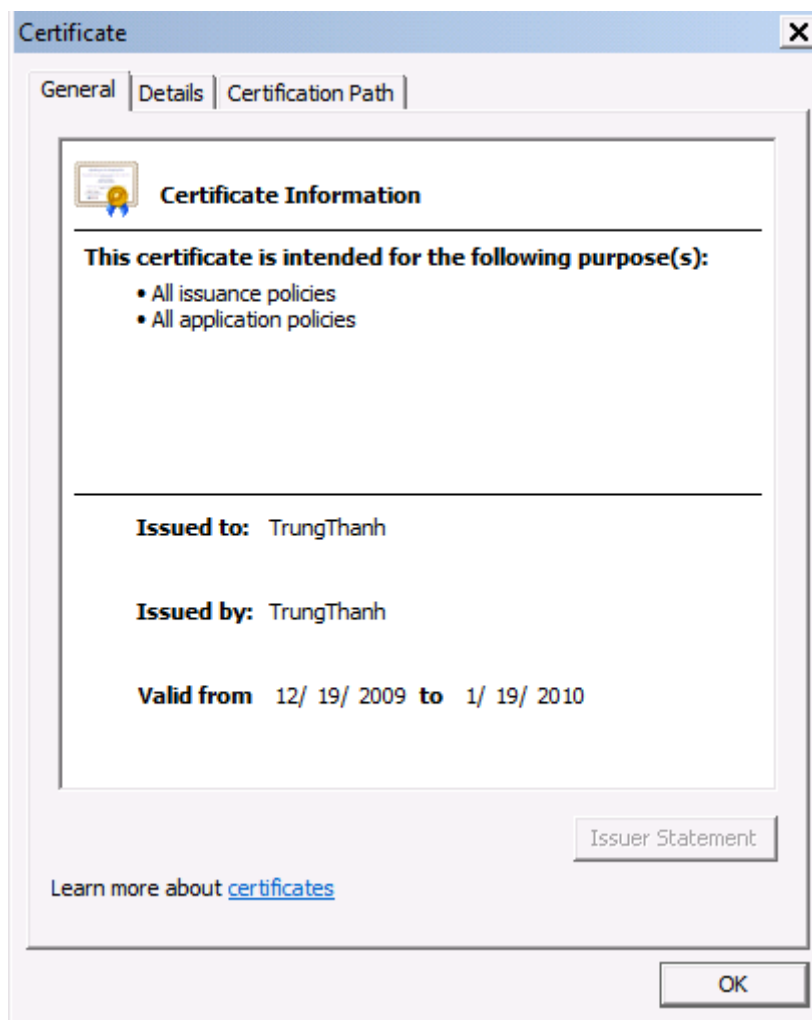 Certificate
General Details Certification Path
Certificate Information
This certificate is intended for the following purpose(s):
• All issuance policies
• All application policies
Issued to: TrungThanh
Issued by: TrungThanh
Valid from 12/ 19/ 2009 to 1/ 19/ 2010
Issuer Statement
Learn more about certificates
OK